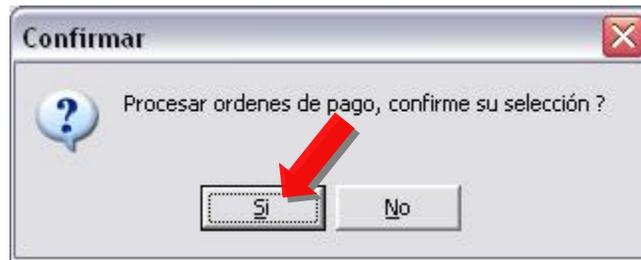 Confirmar
Procesar ordenes de pago, confirme su selección ?
Si
No